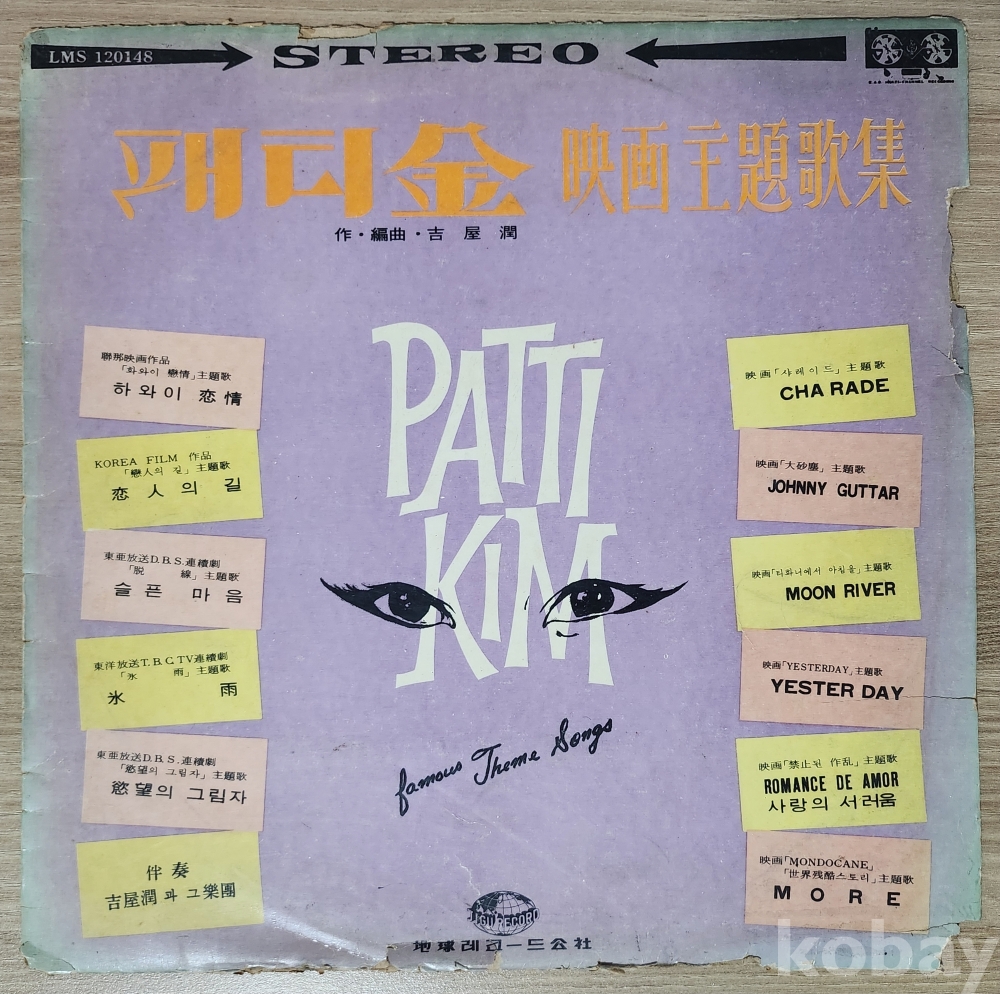 LMS 120148
STEREO
패티金 映画主題歌集
作・編曲・吉屋潤
PATTI
KIM
famous Theme Songs
聯邦映画作品
「하와이 戀情」主題歌
하와이 恋情
KOREA FILM 作品
「戀人의 길」主題歌
恋人의 길
東亜放送D.B.S.連續劇
「脱線」主題歌
슬픈 마음
東洋放送T.B.C.TV連續劇
「氷雨」主題歌
氷雨
東亜放送D.B.S.連續劇
「慾望의 그림자」主題歌
慾望의 그림자
伴奏
吉屋潤 과 그樂團
映画「샤레이드」主題歌
CHARADE
映画「大砂塵」主題歌
JOHNNY GUTTAR
映画「티화니에서 아침을」主題歌
MOON RIVER
映画「YESTERDAY」主題歌
YESTER DAY
映画「禁止된 作乱」主題歌
ROMANCE DE AMOR
사랑의 서러움
映画「MONDOCANE」
「世界残酷스토리」主題歌
MORE
JIGU RECORD
地球레코ー드公社
kobay